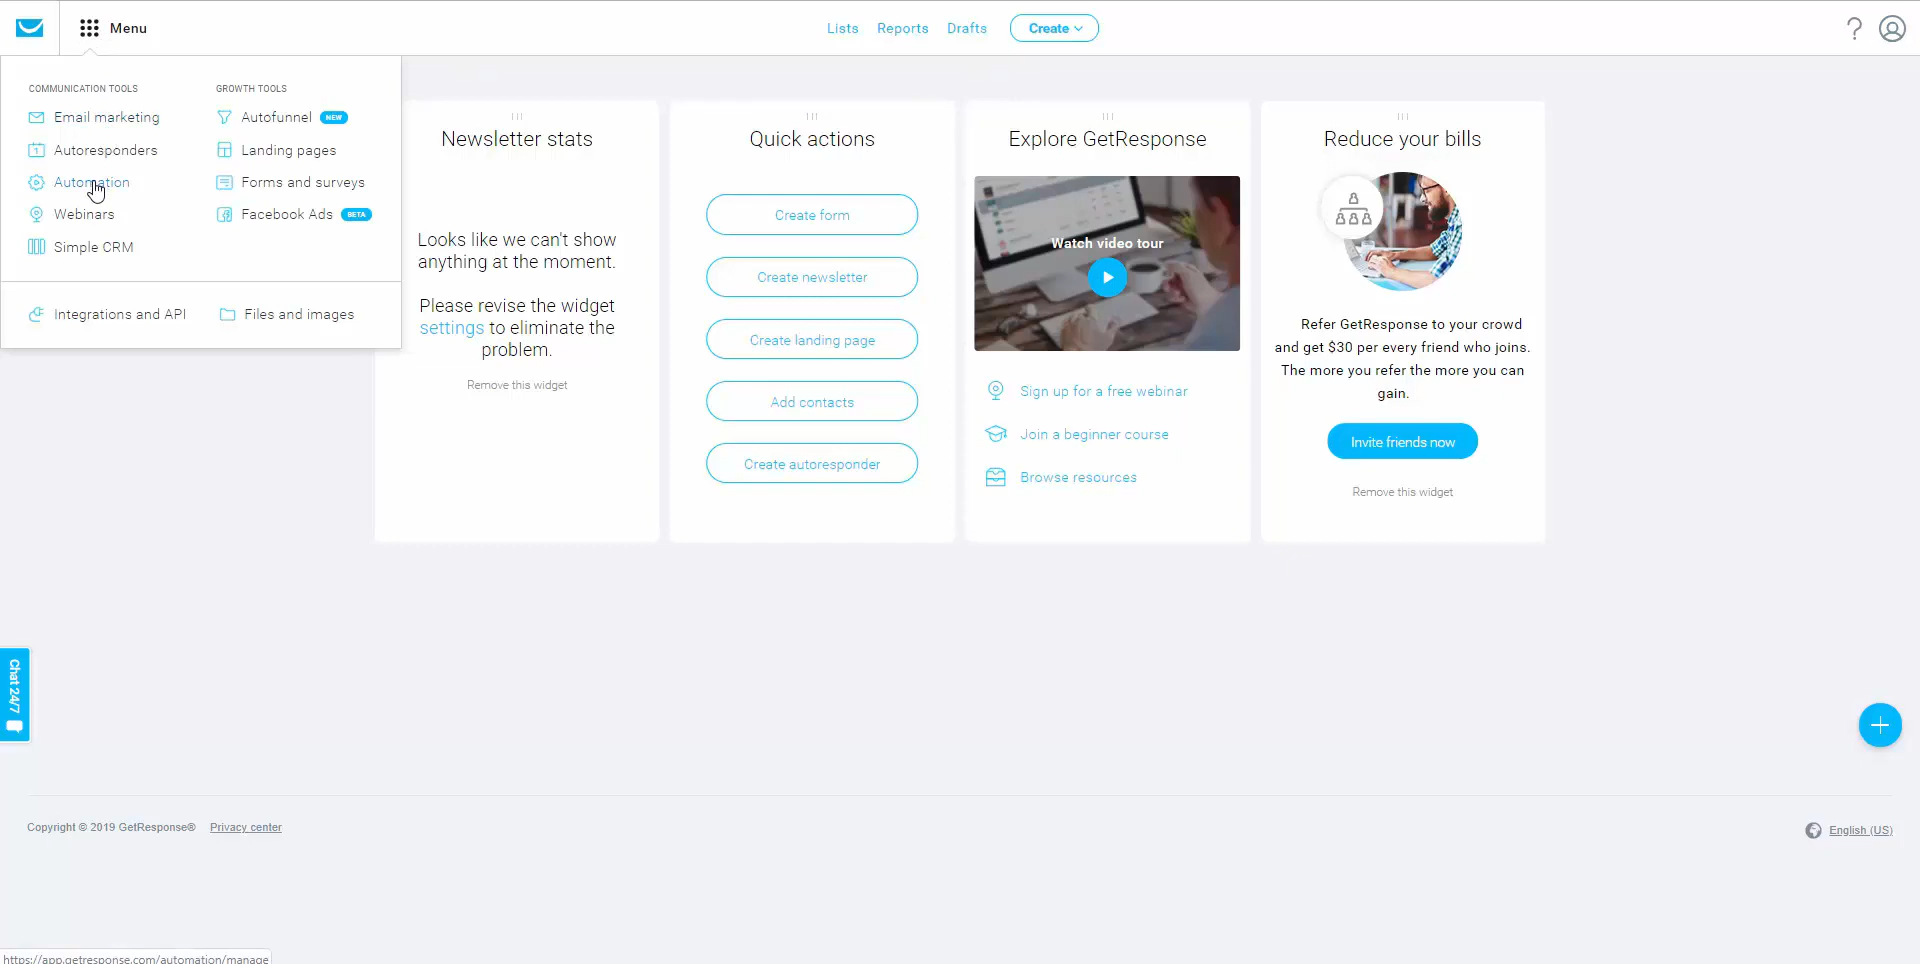 Menu
Lists
Reports
Drafts
Create
?
COMMUNICATION TOOLS
Email marketing
Autoresponders
Automation
Webinars
Simple CRM
GROWTH TOOLS
Autofunnel NEW
Landing pages
Forms and surveys
Facebook Ads BETA
Integrations and API
Files and images
Newsletter stats
Looks like we can't show
anything at the moment.
Please revise the widget
settings to eliminate the
problem.
Remove this widget
Quick actions
Create form
Create newsletter
Create landing page
Add contacts
Create autoresponder
Explore GetResponse
Watch video tour
Sign up for a free webinar
Join a beginner course
Browse resources
Reduce your bills
Refer GetResponse to your crowd
and get $30 per every friend who joins.
The more you refer the more you can
gain.
Invite friends now
Remove this widget
Chat 24/7
Copyright © 2019 GetResponse®
Privacy center
English (US)
https://app.getresponse.com/automation/manage